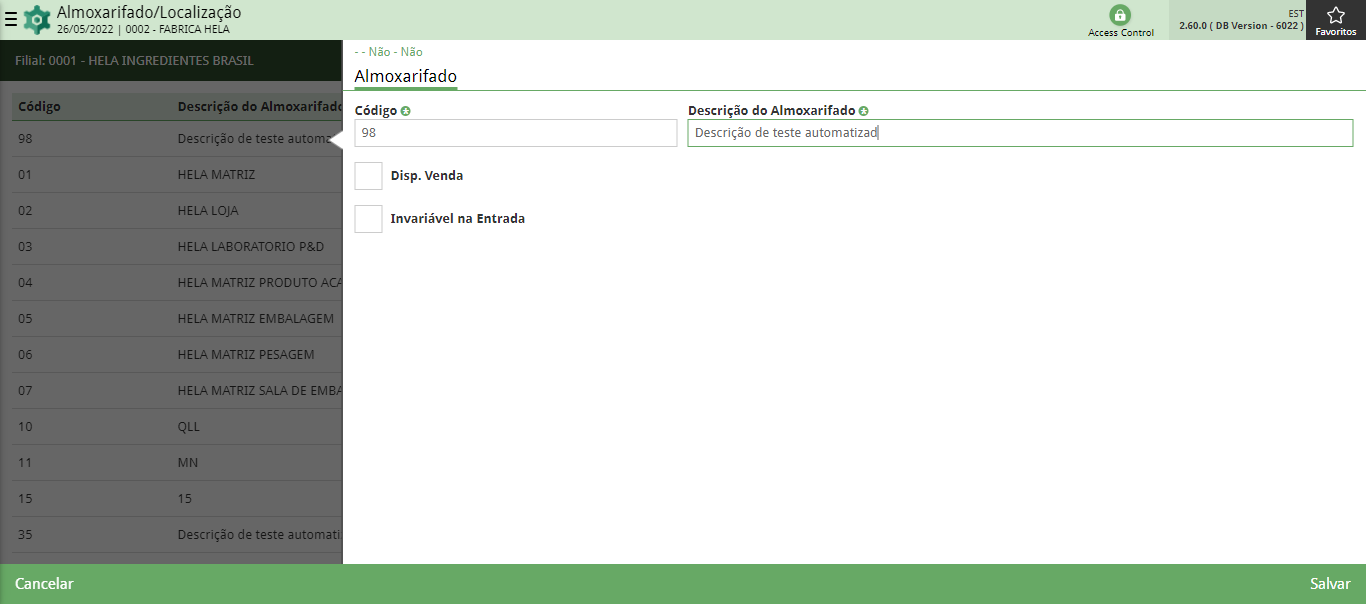 Almoxarifado/Localização
26/05/2022 | 0002 - FABRICA HELA
Access Control
EST
2.60.0 ( DB Version - 6022 )
Favoritos
Filial: 0001 - HELA INGREDIENTES BRASIL
Código Descrição do Almoxarifado
98 Descrição de teste automa
01 HELA MATRIZ
02 HELA LOJA
03 HELA LABORATORIO P&D
04 HELA MATRIZ PRODUTO ACA
05 HELA MATRIZ EMBALAGEM
06 HELA MATRIZ PESAGEM
07 HELA MATRIZ SALA DE EMBA
10 QLL
11 MN
15 15
35 Descrição de teste automati
- - Não - Não
Almoxarifado
Código Descrição do Almoxarifado
98 Descrição de teste automatizad
Disp. Venda
Invariável na Entrada
Cancelar Salvar